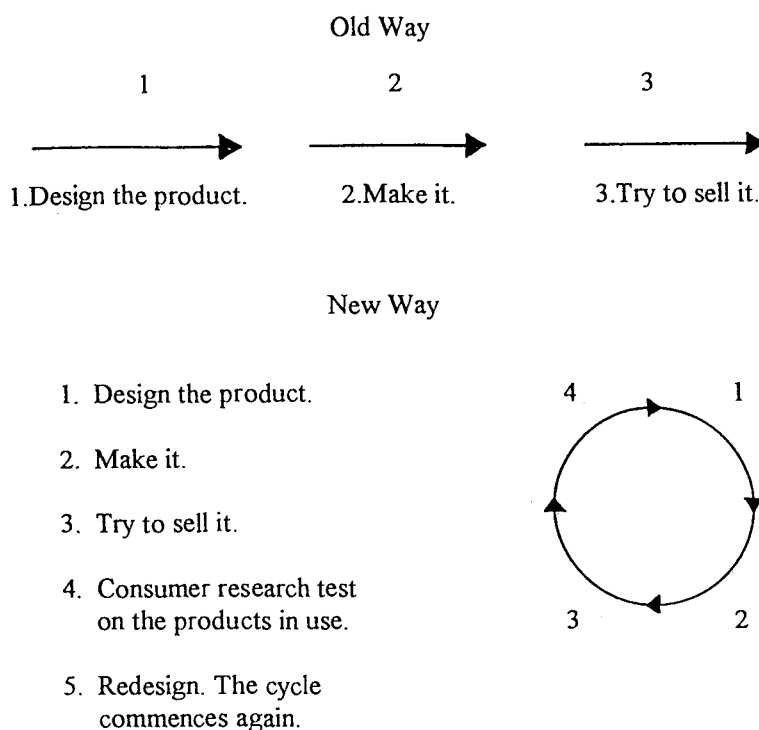 Old Way
1 2 3
1.Design the product. 2.Make it. 3.Try to sell it.
New Way
1. Design the product.
2. Make it.
3. Try to sell it.
4. Consumer research test
on the products in use.
5. Redesign. The cycle
commences again.
4 1
3 2